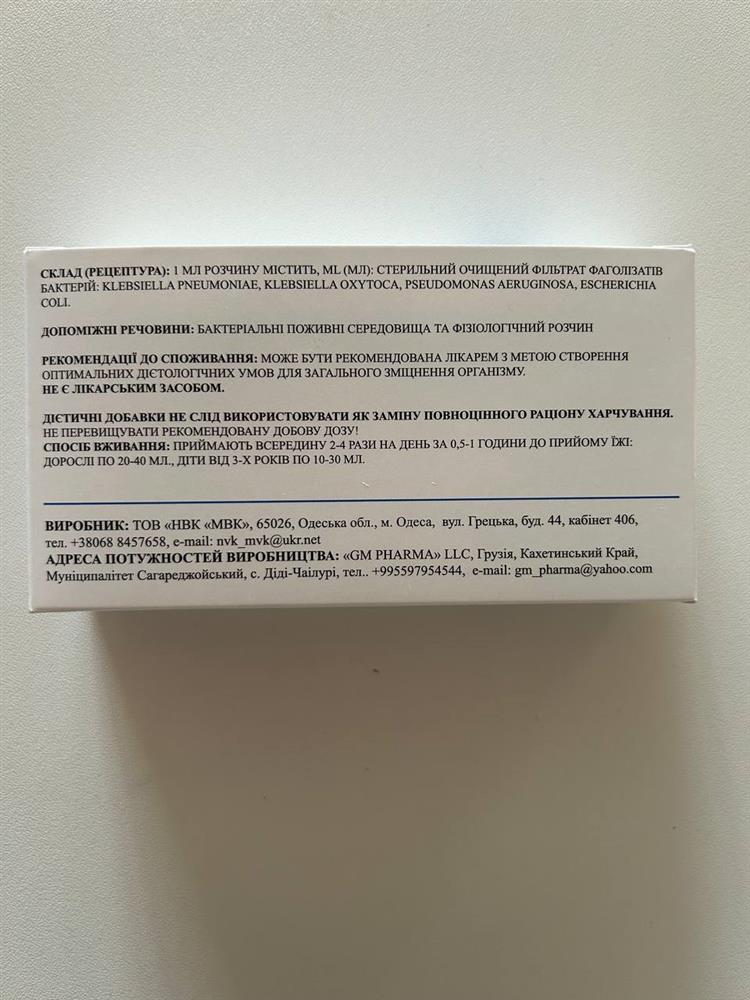 СКЛАД (РЕЦЕПТУРА): 1 МЛ РОЗЧИНУ МІСТИТЬ, ML (МЛ): СТЕРИЛЬНИЙ ОЧИЩЕНИЙ ФІЛЬТРАТ ФАГОЛІЗАТІВ
БАКТЕРІЙ: KLEBSIELLA PNEUMONIAE, KLEBSIELLA OXYTOCA, PSEUDOMONAS AERUGINOSA, ESCHERICHIA
COLI.
ДОПОМІЖНІ РЕЧОВИНИ: БАКТЕРІАЛЬНІ ПОЖИВНІ СЕРЕДОВИЩА ТА ФІЗІОЛОГІЧНИЙ РОЗЧИН
РЕКОМЕНДАЦІЇ ДО СПОЖИВАННЯ: МОЖЕ БУТИ РЕКОМЕНДОВАНА ЛІКАРЕМ З МЕТОЮ СТВОРЕННЯ
ОПТИМАЛЬНИХ ДІЄТОЛОГІЧНИХ УМОВ ДЛЯ ЗАГАЛЬНОГО ЗМІЦНЕННЯ ОРГАНІЗМУ.
НЕ Є ЛІКАРСЬКИМ ЗАСОБОМ.
ДІЄТИЧНІ ДОБАВКИ НЕ СЛІД ВИКОРИСТОВУВАТИ ЯК ЗАМІНУ ПОВНОЦІННОГО РАЦІОНУ ХАРЧУВАННЯ.
НЕ ПЕРЕВИЩУВАТИ РЕКОМЕНДОВАНУ ДОБОВУ ДОЗУ!
СПОСІБ ВЖИВАННЯ: ПРИЙМАЮТЬ ВСЕРЕДИНУ 2-4 РАЗИ НА ДЕНЬ ЗА 0,5-1 ГОДИНИ ДО ПРИЙОМУ ЇЖІ:
ДОРОСЛІ ПО 20-40 МЛ., ДІТИ ВІД 3-Х РОКІВ ПО 10-30 МЛ.
ВИРОБНИК: ТОВ «НВК «МВК», 65026, Одеська обл., м. Одеса, вул. Грецька, буд. 44, кабінет 406,
тел. +38068 8457658, e-mail: nvk_mvk@ukr.net
АДРЕСА ПОТУЖНОСТЕЙ ВИРОБНИЦТВА: «GM PHARMA» LLC, Грузія, Кахетинський Край,
Муніципалітет Сагареджойський, с. Діді-Чаілурі, тел.. +995597954544, e-mail: gm_pharma@yahoo.com